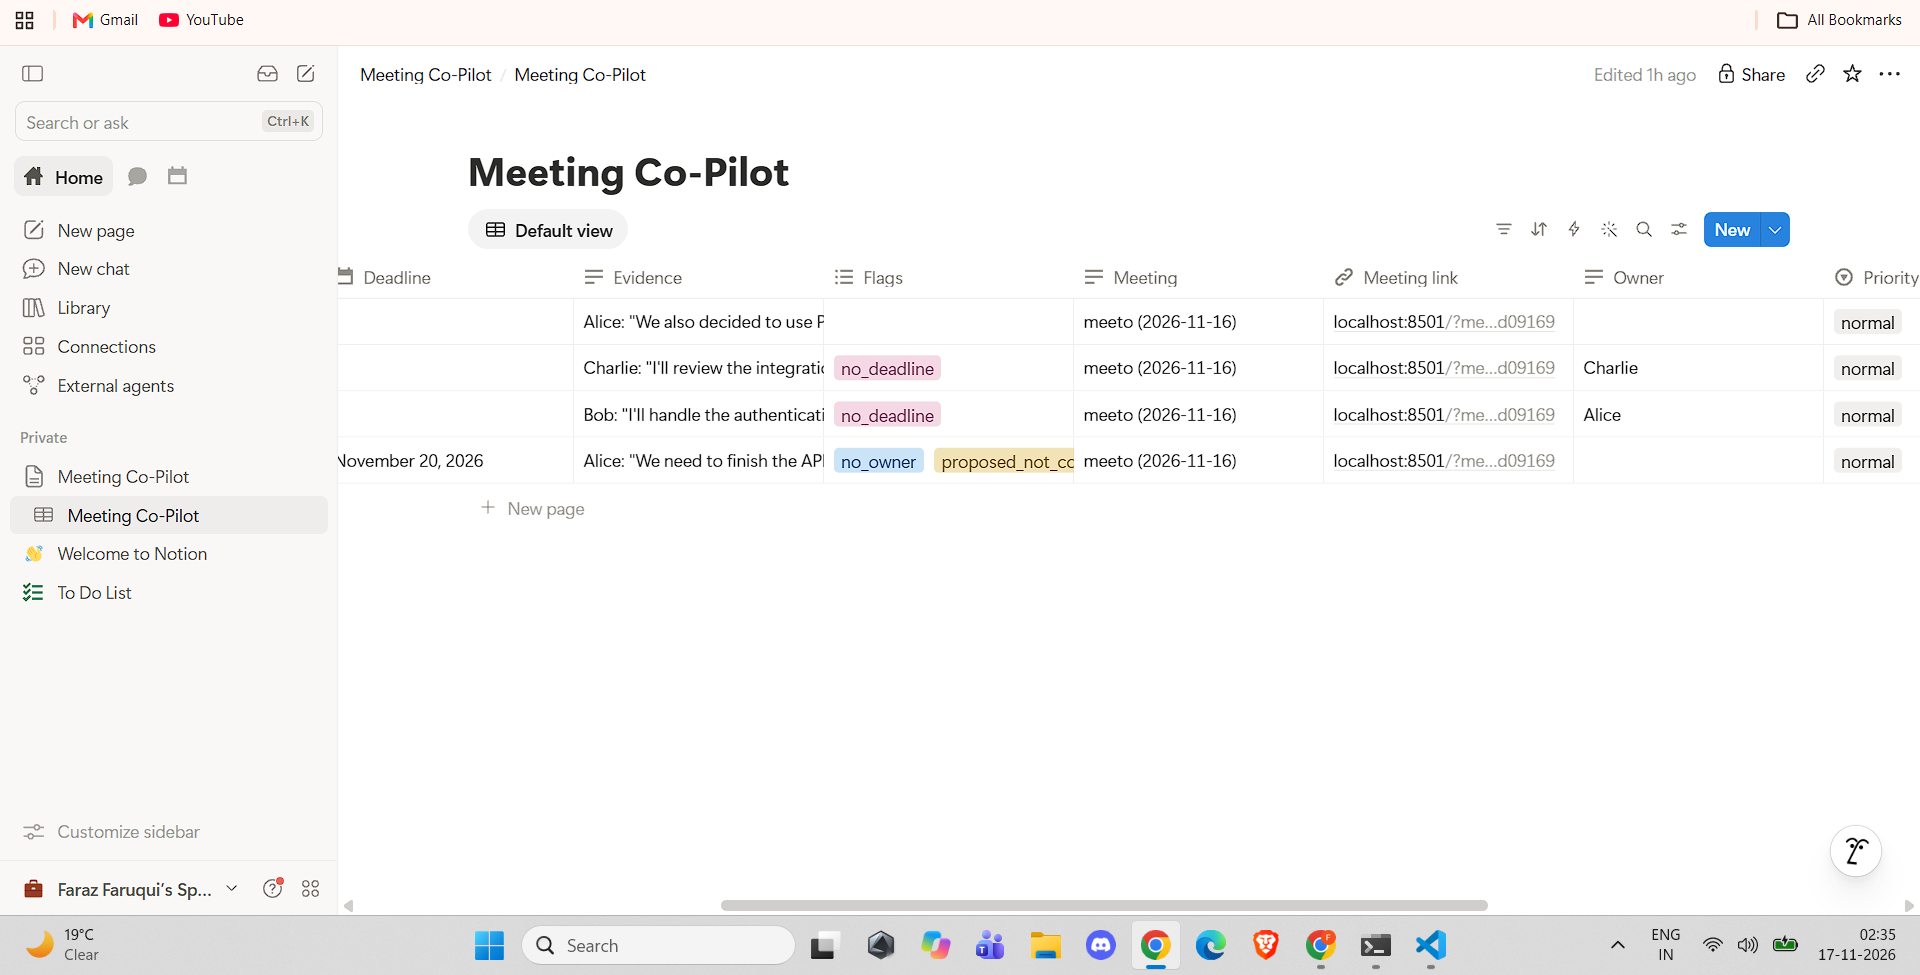 Gmail
YouTube
All Bookmarks
Meeting Co-Pilot / Meeting Co-Pilot
Edited 1h ago
Share
Search or ask
Ctrl+K
Home
New page
New chat
Library
Connections
External agents
Private
Meeting Co-Pilot
Meeting Co-Pilot
Welcome to Notion
To Do List
Customize sidebar
Faraz Faruqui's Sp...
Meeting Co-Pilot
Default view
New
Deadline Evidence Flags Meeting Meeting link Owner Priority
Alice: "We also decided to use meeto (2026-11-16) localhost:8501/?me...d09169 normal
Charlie: "I'll review the no_deadline meeto (2026-11-16) localhost:8501/?me...d09169 Charlie normal
Bob: "I'll handle the no_deadline meeto (2026-11-16) localhost:8501/?me...d09169 Alice normal
November 20, 2026 Alice: "We need to finish the no_owner proposed_not_co meeto (2026-11-16) localhost:8501/?me...d09169 normal
+ New page
19°C
Clear
Search
ENG
IN
02:35
17-11-2026